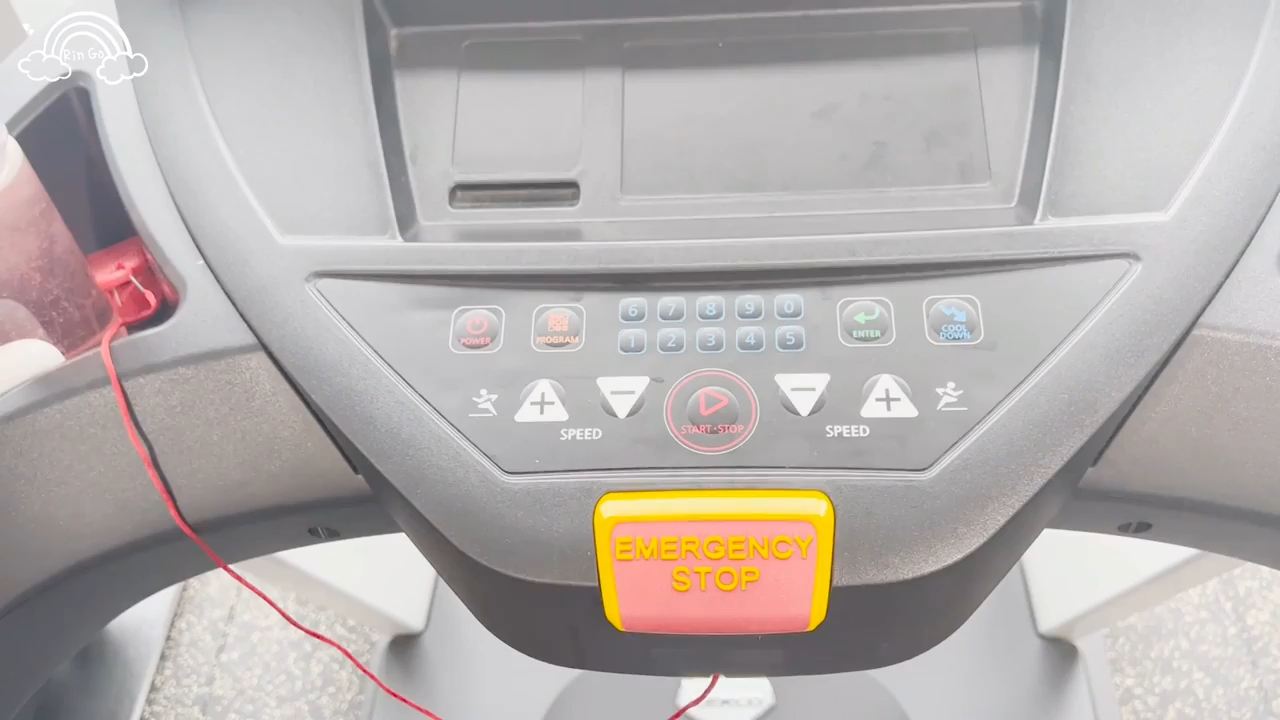 Rin Go
6 7 8 9 0
POWER
PROGRAM
1 2 3 4 5
ENTER
COOL
DOWN
+ −
− +
SPEED
START·STOP
SPEED
EMERGENCY
STOP